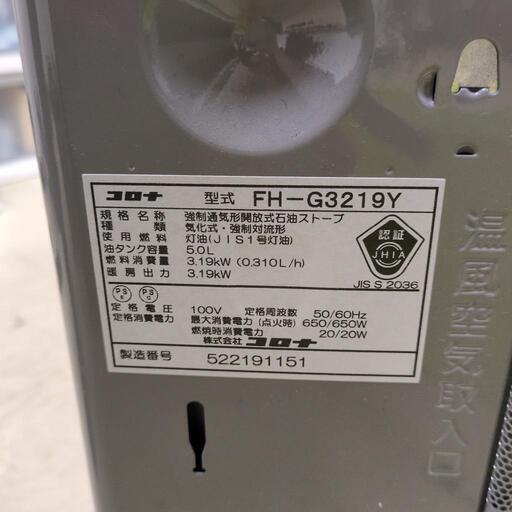 コロナ 型式 FH-G3219Y
規格名称 強制通気形開放式石油ストーブ
種類 気化式・強制対流形
使用燃料 灯油(JIS1号灯油)
油タンク容量 5.0L
燃料消費量 3.19kW (0.310L/h)
暖房出力 3.19kW
認証
JHIA
JIS S 2036
PS E PS C
定格電圧 100V 定格周波数 50/60Hz
定格消費電力 最大消費電力 (点火時) 650/650W
燃焼時消費電力 20/20W
株式会社 コロナ
製造番号 522191151
温風空気取入口